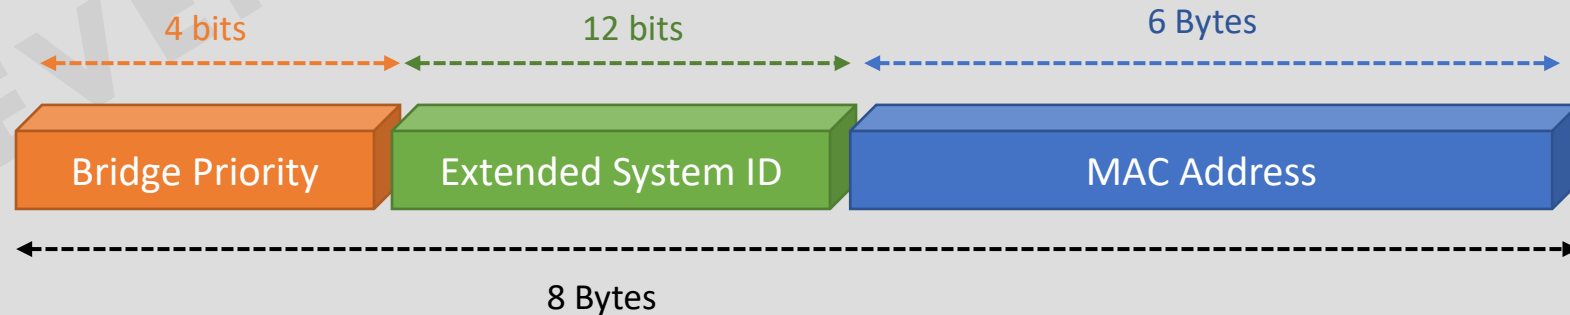 4 bits
12 bits
6 Bytes
Bridge Priority
Extended System ID
MAC Address
8 Bytes